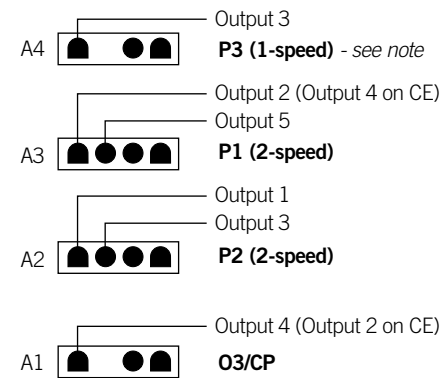 Output 3
A4 P3 (1-speed) - see note
Output 2 (Output 4 on CE)
Output 5
A3 P1 (2-speed)
Output 1
Output 3
A2 P2 (2-speed)
Output 4 (Output 2 on CE)
A1 O3/CP